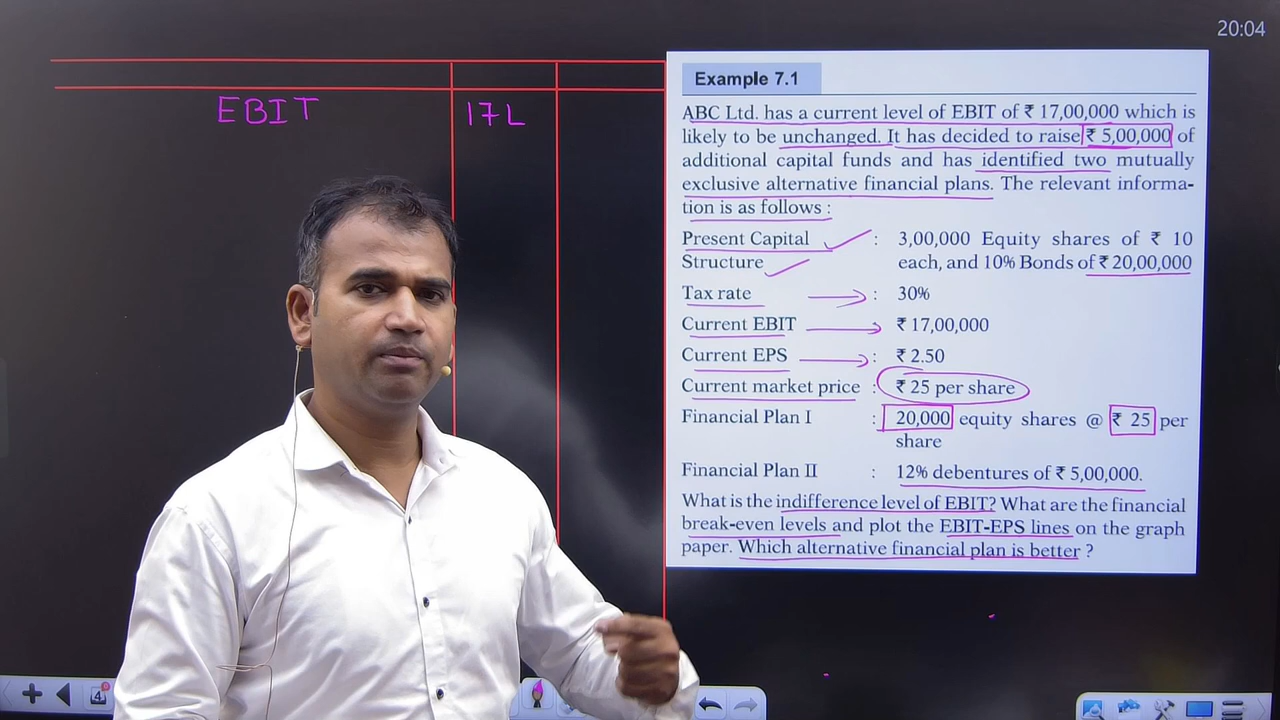 20:04
EBIT 17L
Example 7.1
ABC Ltd. has a current level of EBIT of ₹ 17,00,000 which is
likely to be unchanged. It has decided to raise ₹ 5,00,000 of
additional capital funds and has identified two mutually
exclusive alternative financial plans. The relevant informa-
tion is as follows :
Present Capital : 3,00,000 Equity shares of ₹ 10
Structure each, and 10% Bonds of ₹ 20,00,000
Tax rate : 30%
Current EBIT : ₹ 17,00,000
Current EPS : ₹ 2.50
Current market price : ₹ 25 per share
Financial Plan I : 20,000 equity shares @ ₹ 25 per
share
Financial Plan II : 12% debentures of ₹ 5,00,000.
What is the indifference level of EBIT? What are the financial
break-even levels and plot the EBIT-EPS lines on the graph
paper. Which alternative financial plan is better ?
4